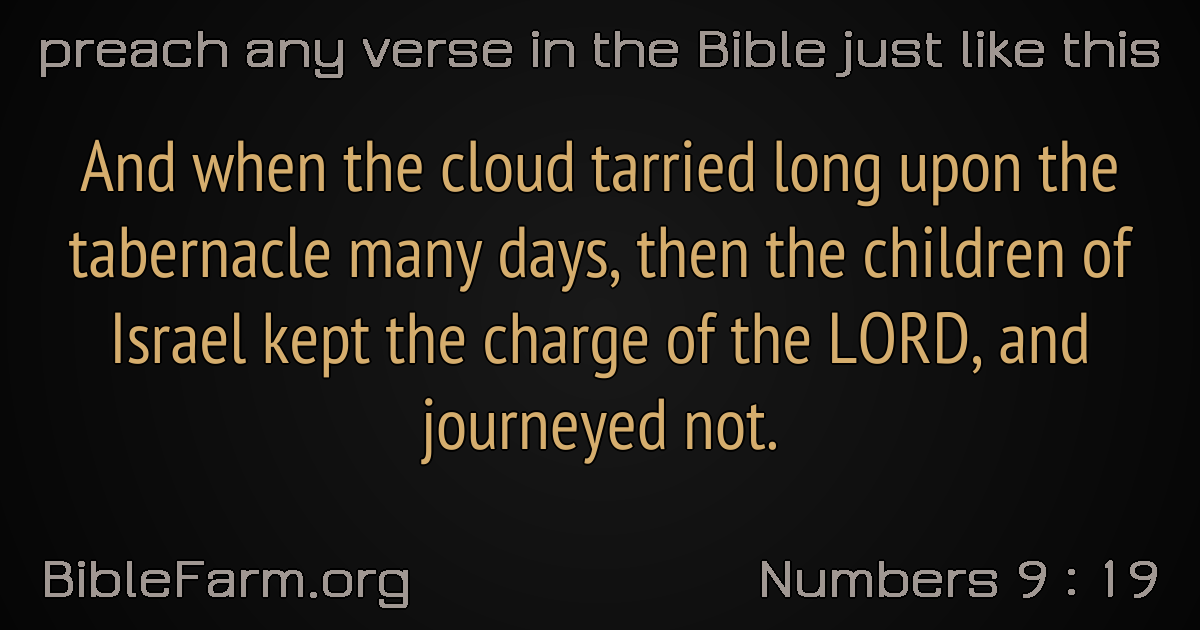 preach any verse in the Bible just like this
And when the cloud tarried long upon the
tabernacle many days, then the children of
Israel kept the charge of the LORD, and
journeyed not.
BibleFarm.org
Numbers 9 : 19